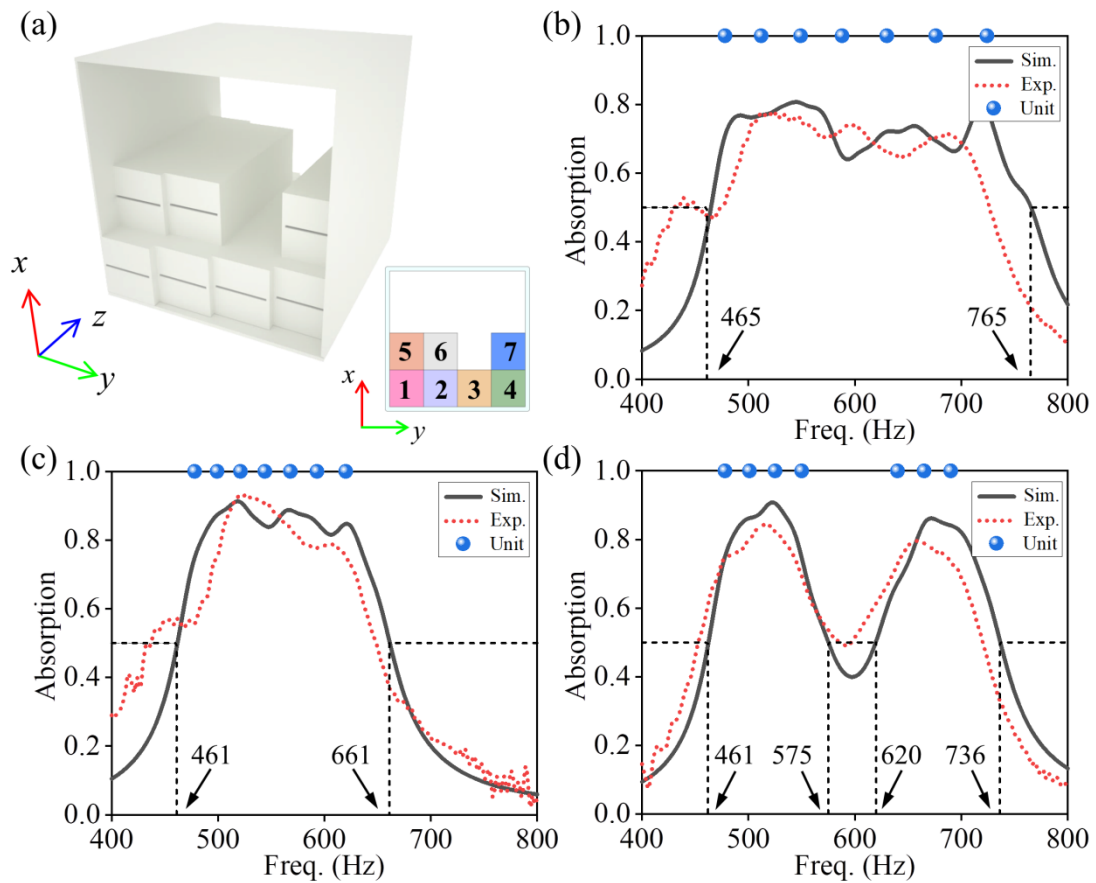 (a)
x
z
y
5 6 7
1 2 3 4
x
y
(b)
1.0
0.8
0.6
0.4
0.2
0.0
Absorption
Sim.
Exp.
Unit
465 765
400 500 600 700 800
Freq. (Hz)
(c)
1.0
0.8
0.6
0.4
0.2
0.0
Absorption
Sim.
Exp.
Unit
461 661
400 500 600 700 800
Freq. (Hz)
(d)
1.0
0.8
0.6
0.4
0.2
0.0
Absorption
Sim.
Exp.
Unit
461 575 620 736
400 500 600 700 800
Freq. (Hz)